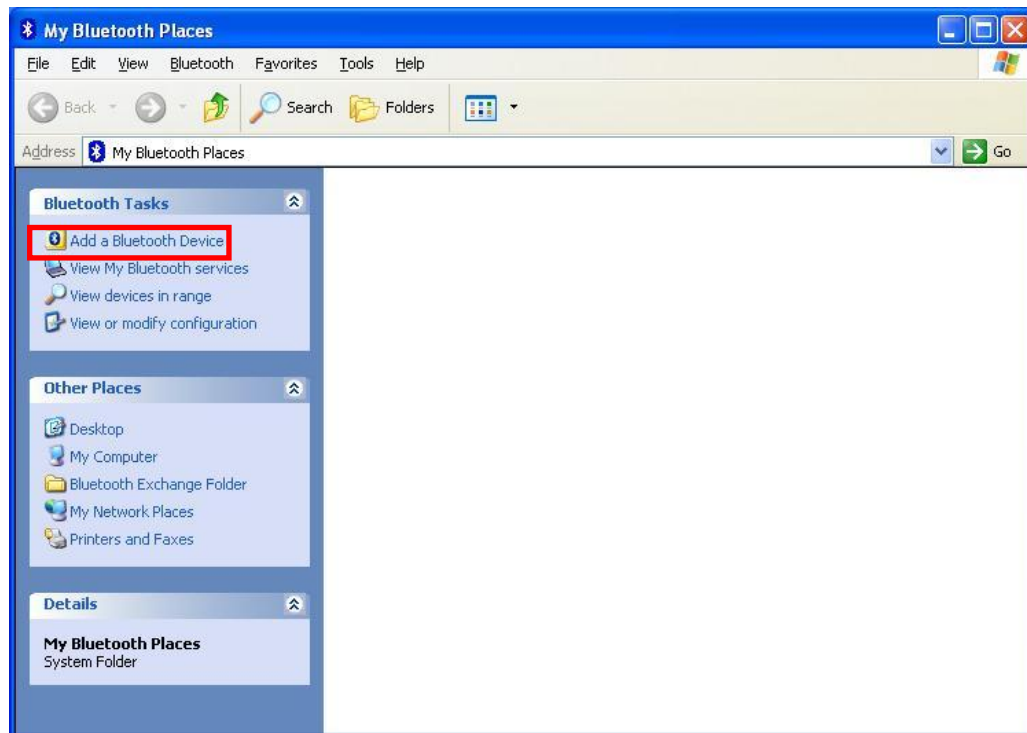 My Bluetooth Places
File Edit View Bluetooth Favorites Tools Help
Back Search Folders
Address My Bluetooth Places Go
Bluetooth Tasks
Add a Bluetooth Device
View My Bluetooth services
View devices in range
View or modify configuration
Other Places
Desktop
My Computer
Bluetooth Exchange Folder
My Network Places
Printers and Faxes
Details
My Bluetooth Places
System Folder